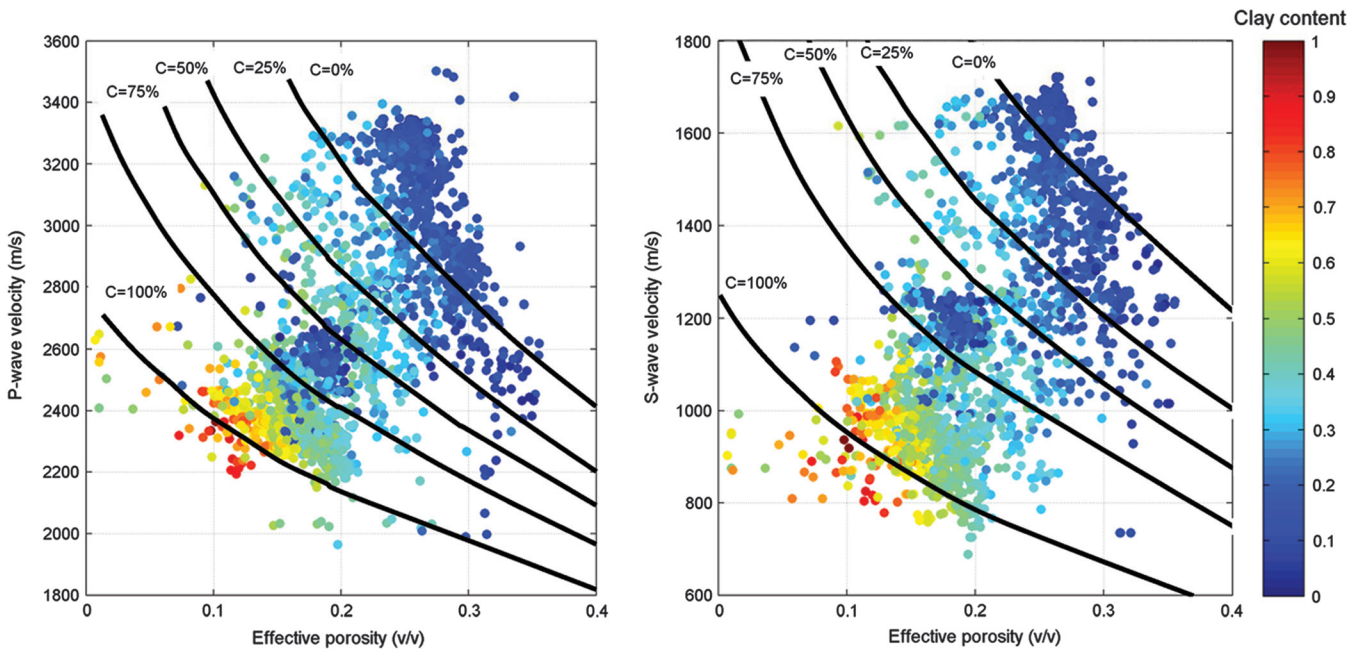 Clay content
3600
3400
3200
3000
2800
2600
2400
2200
2000
1800
P-wave velocity (m/s)
C=75%
C=50%
C=25%
C=0%
C=100%
0
0.1
0.2
0.3
0.4
Effective porosity (v/v)
1800
1600
1400
1200
1000
800
600
S-wave velocity (m/s)
C=75%
C=50%
C=25%
C=0%
C=100%
0
0.1
0.2
0.3
0.4
Effective porosity (v/v)
1
0.9
0.8
0.7
0.6
0.5
0.4
0.3
0.2
0.1
0